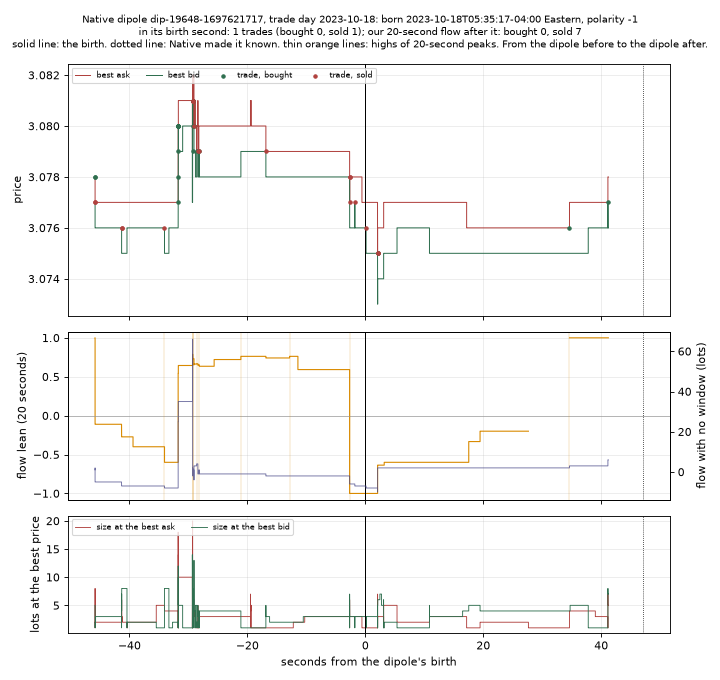 Native dipole dip-19648-1697621717, trade day 2023-10-18: born 2023-10-18T05:35:17-04:00 Eastern, polarity -1
in its birth second: 1 trades (bought 0, sold 1); our 20-second flow after it: bought 0, sold 7
solid line: the birth. dotted line: Native made it known. thin orange lines: highs of 20-second peaks. From the dipole before to the dipole after.
best ask best bid trade, bought trade, sold
3.082
3.080
3.078
3.076
3.074
price
1.0
0.5
0.0
−0.5
−1.0
flow lean (20 seconds)
60
40
20
0
flow with no window (lots)
size at the best ask size at the best bid
20
15
10
5
lots at the best price
−40 −20 0 20 40
seconds from the dipole's birth